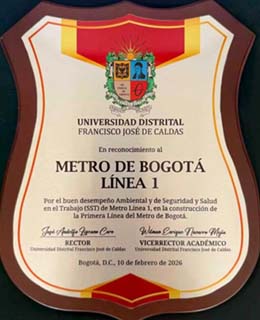 UNIVERSIDAD DISTRITAL
FRANCISCO JOSÉ DE CALDAS
En reconocimiento al
METRO DE BOGOTÁ
LÍNEA 1
Por el buen desempeño Ambiental y de Seguridad y Salud
en el Trabajo (SST) de Metro Línea 1, en la construcción de
la Primera Línea del Metro de Bogotá.
RECTOR
Universidad Distrital Francisco José de Caldas
VICERRECTOR ACADÉMICO
Universidad Distrital Francisco José de Caldas
Bogotá, D.C., 10 de febrero de 2026